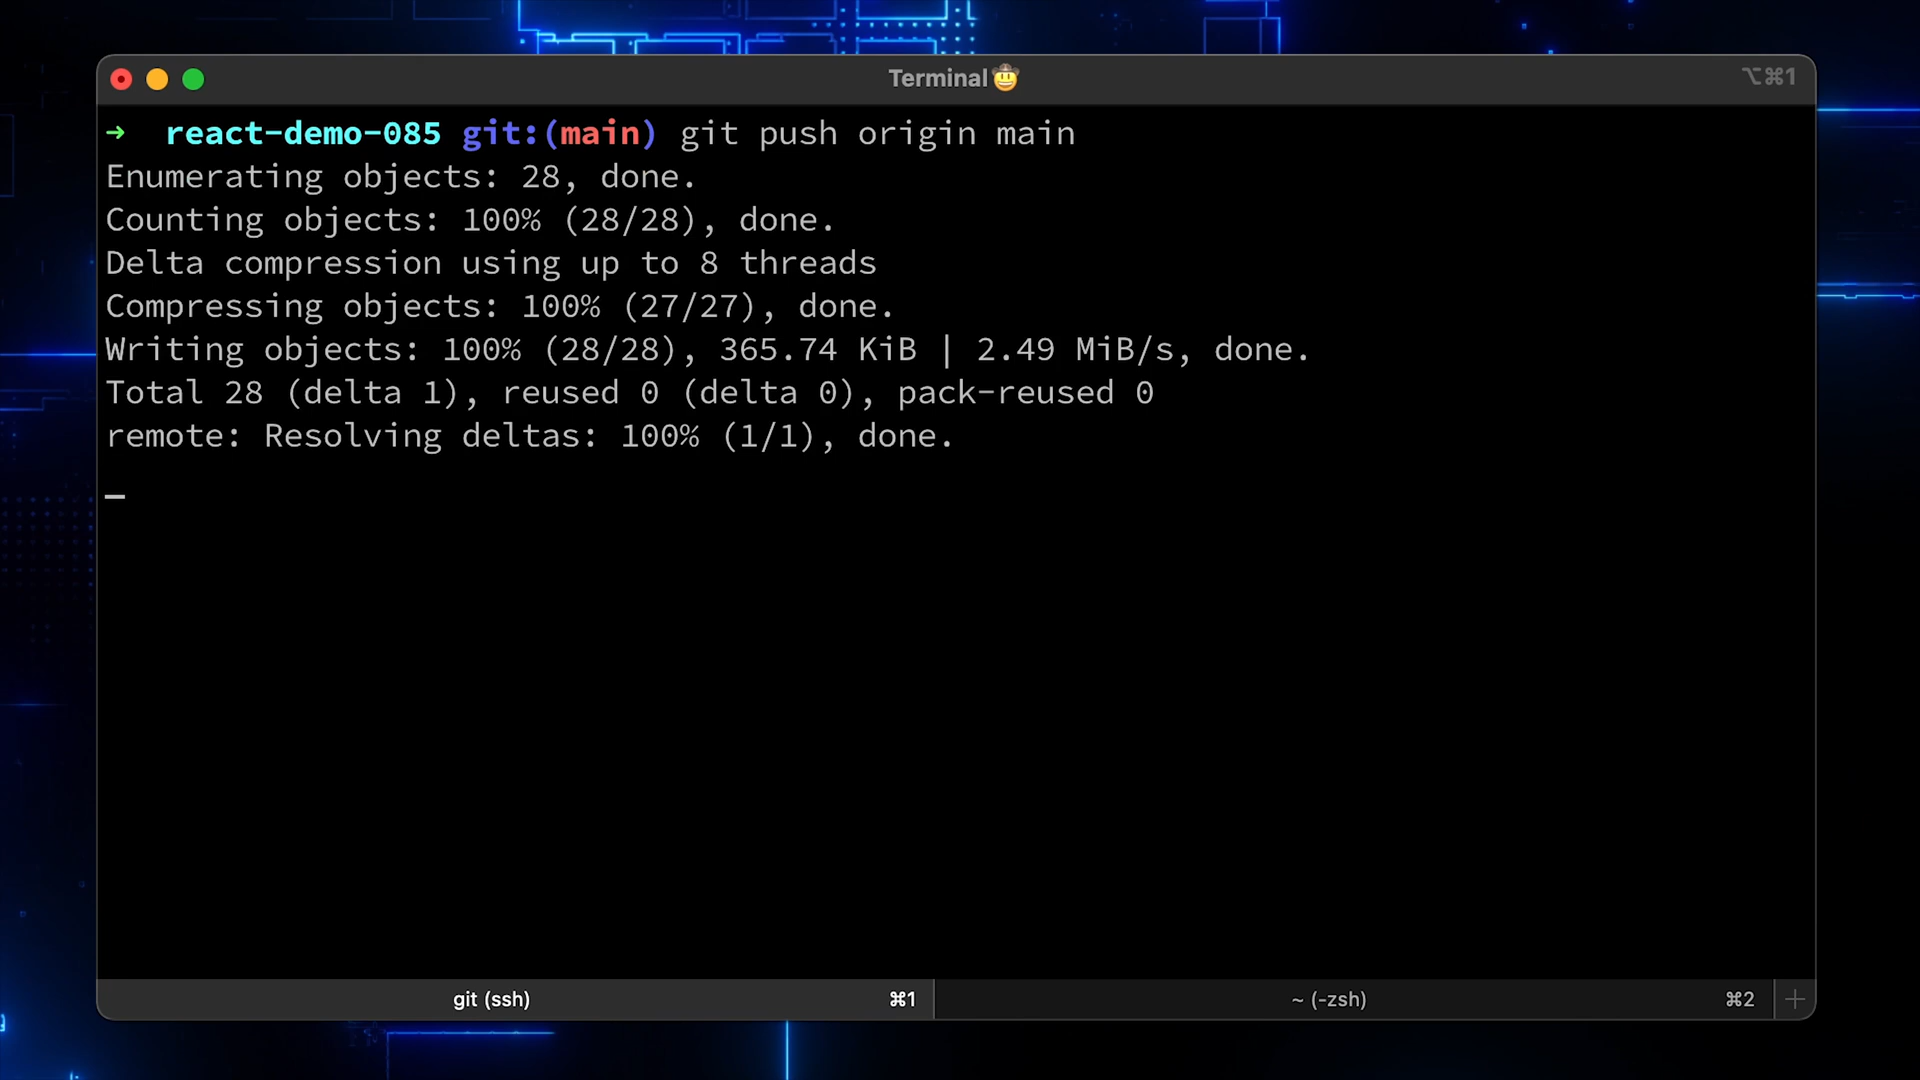 Terminal🤠 ⌥⌘1
➜ react-demo-085 git:(main) git push origin main
Enumerating objects: 28, done.
Counting objects: 100% (28/28), done.
Delta compression using up to 8 threads
Compressing objects: 100% (27/27), done.
Writing objects: 100% (28/28), 365.74 KiB | 2.49 MiB/s, done.
Total 28 (delta 1), reused 0 (delta 0), pack-reused 0
remote: Resolving deltas: 100% (1/1), done.
git (ssh) ⌘1 ~ (-zsh) ⌘2 +